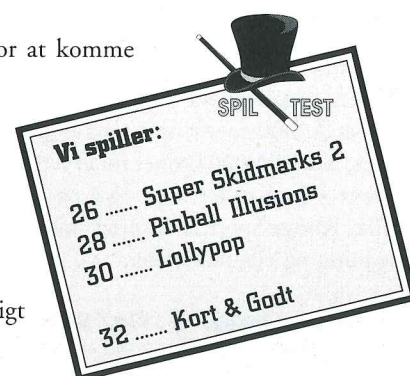 or at komme
SPIL TEST
Vi spiller:
26 ...... Super Skidmarks 2
28 ...... Pinball Illusions
30 ...... Lollypop
32 ...... Kort & Godt
igt